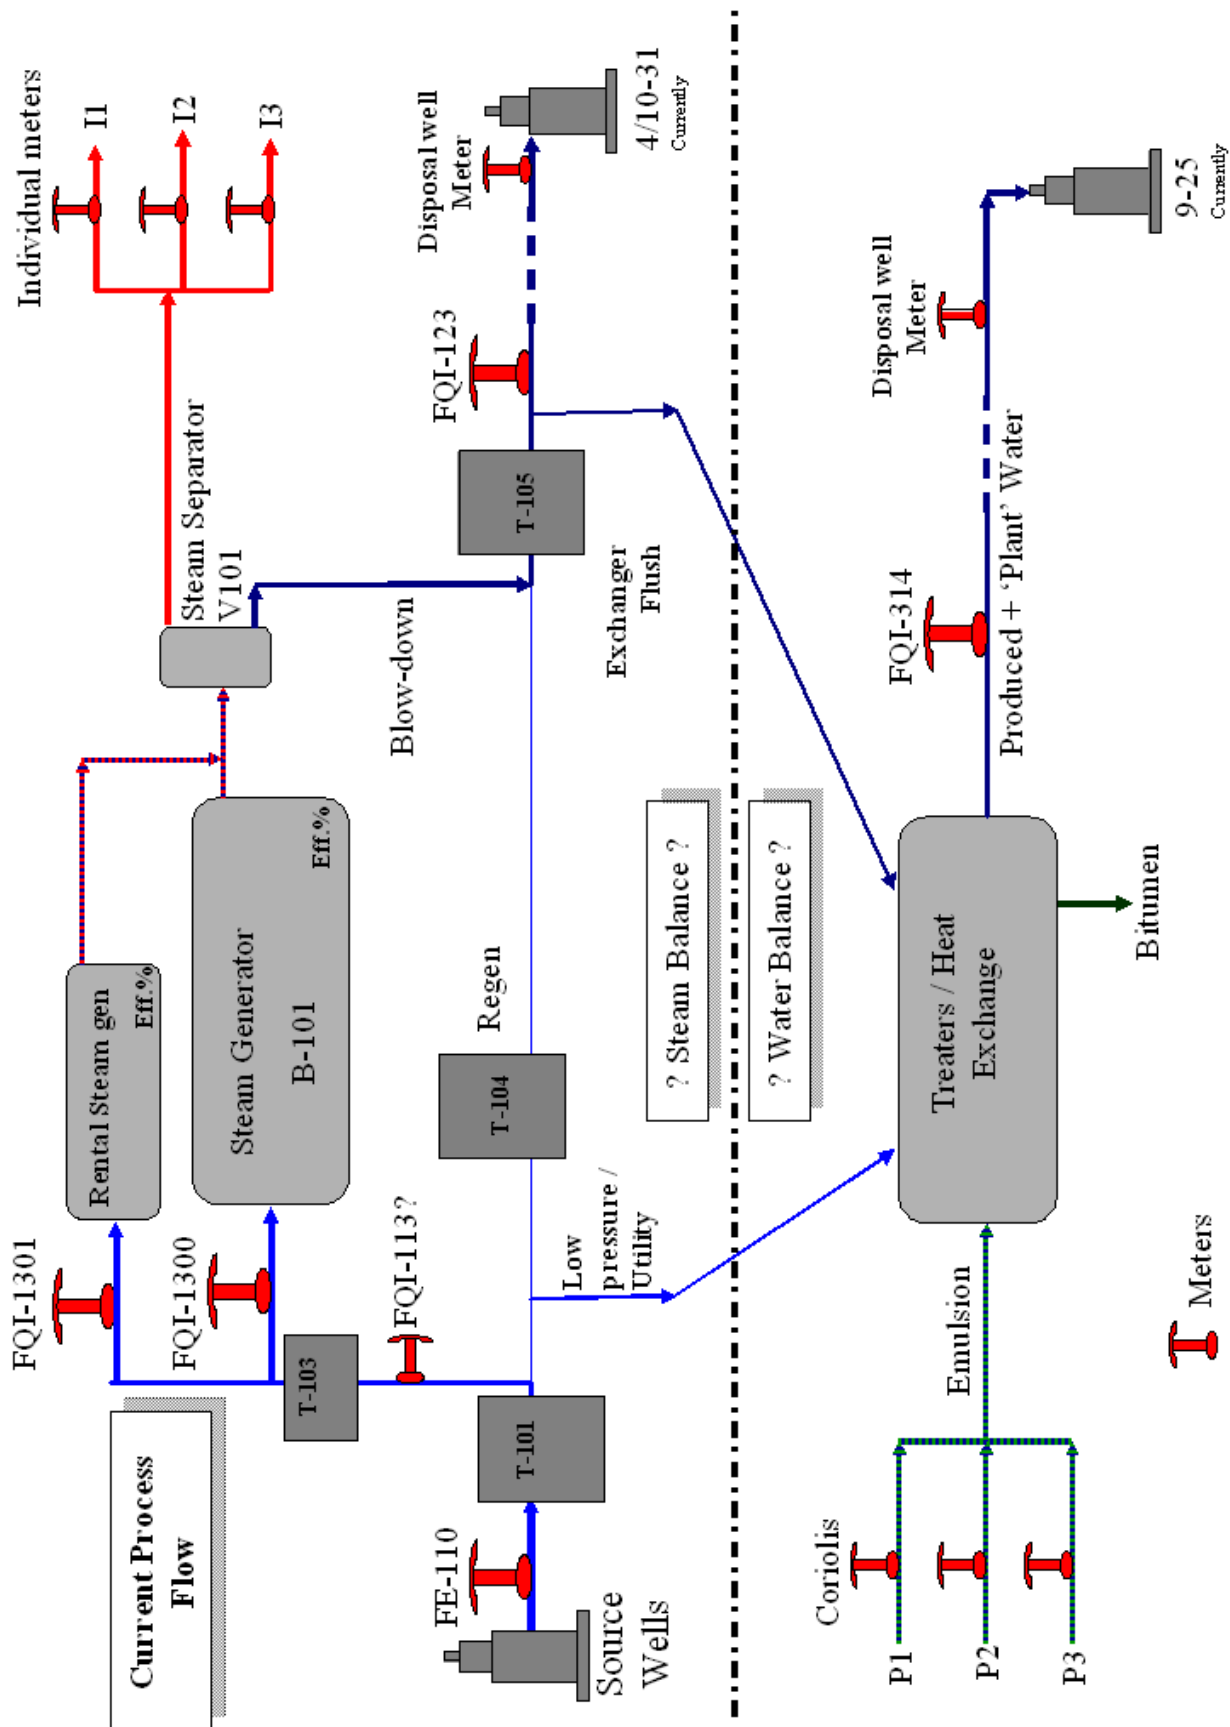 Current Process
Flow
FQI-1301
Rental Steam gen
Eff.%
FQI-1300
Steam Generator
B-101
Eff.%
Steam Separator
V101
Individual meters
I1
I2
I3
T-103
FQI-113?
Blow-down
FE-110
Source
Wells
T-101
Low
pressure /
Utility
T-104
Regen
Exchanger
Flush
T-105
FQI-123
Disposal well
Meter
4/10-31
Currently
? Steam Balance ?
? Water Balance ?
Coriolis
P1
P2
P3
Emulsion
Treaters / Heat
Exchange
Bitumen
FQI-314
Produced + ‘Plant’ Water
Disposal well
Meter
9-25
Currently
Meters